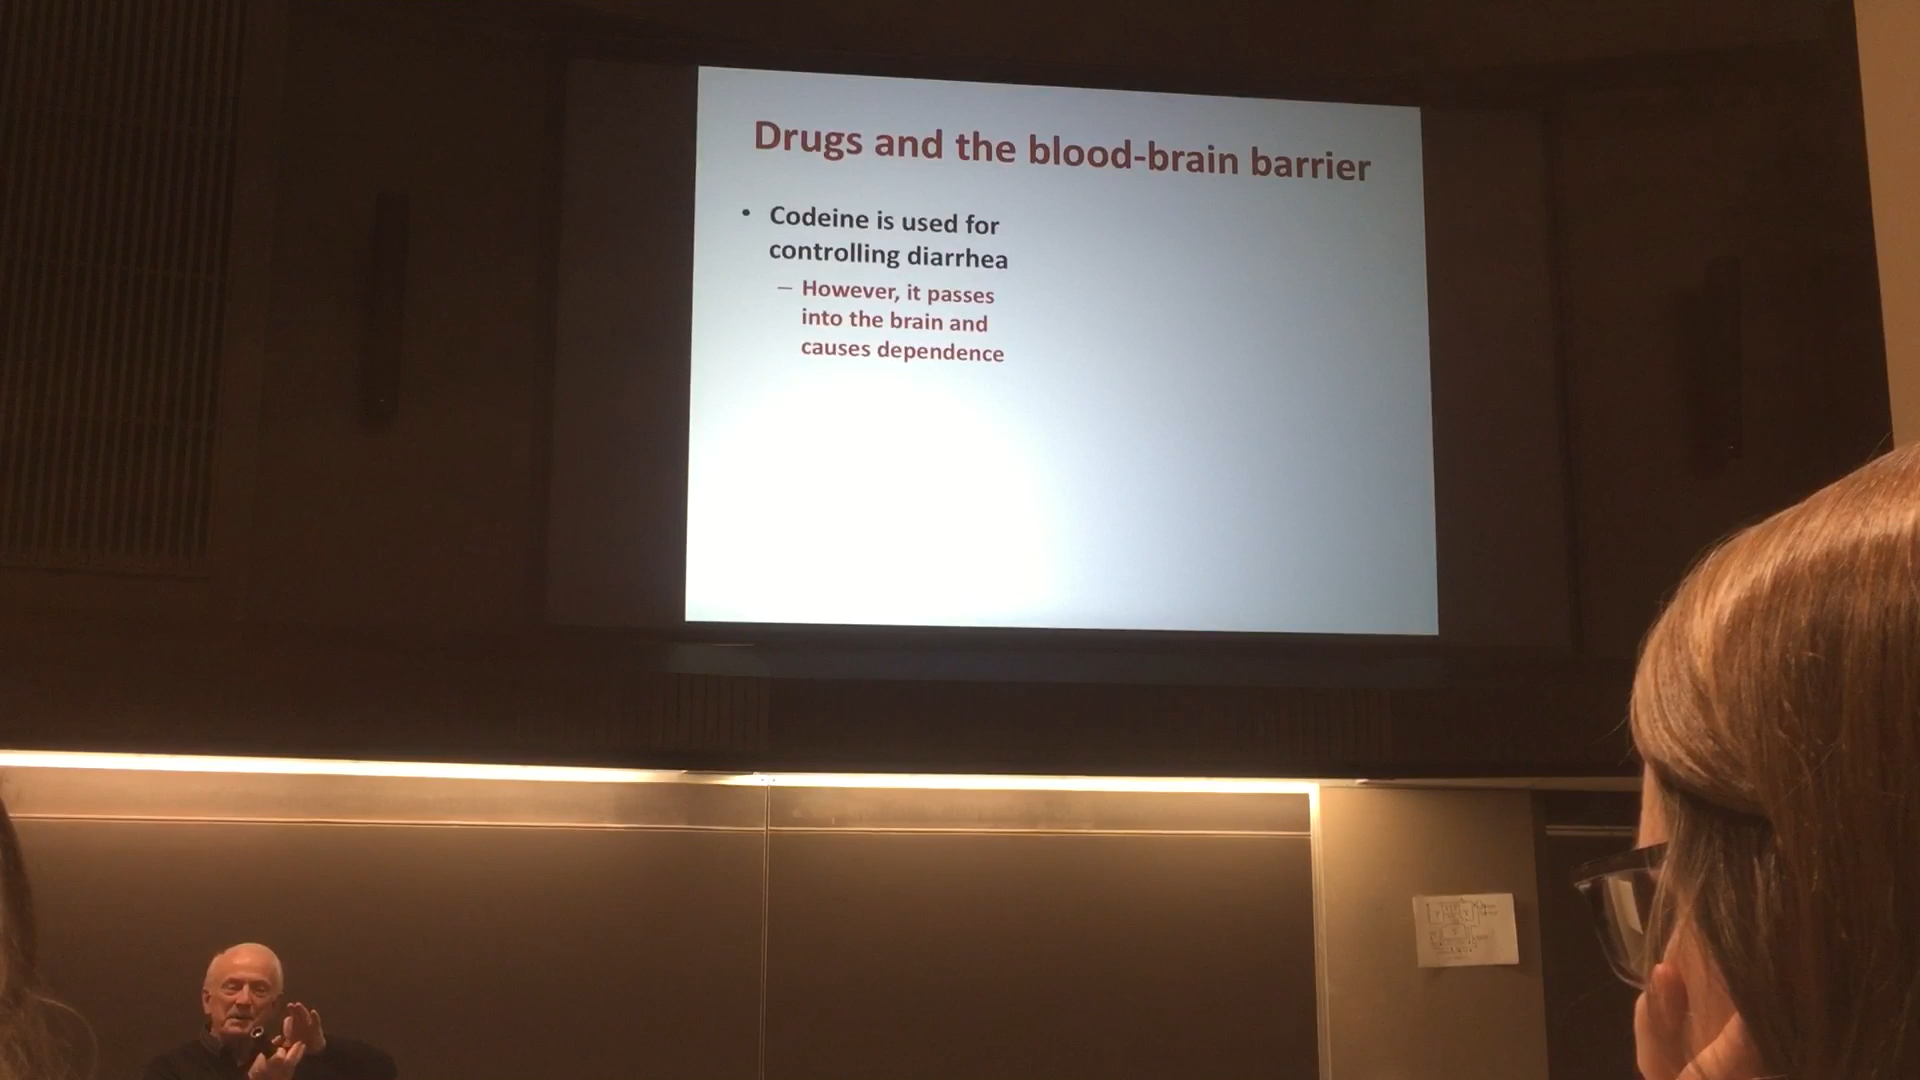 Drugs and the blood-brain barrier
• Codeine is used for
controlling diarrhea
– However, it passes
into the brain and
causes dependence